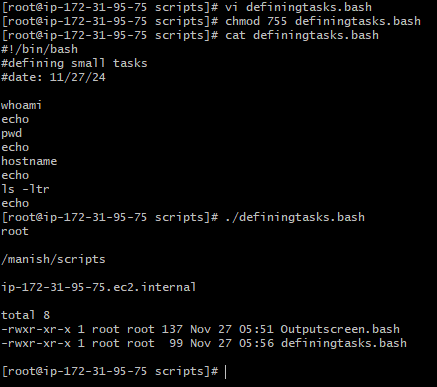 [root@ip-172-31-95-75 scripts]# vi definingtasks.bash
[root@ip-172-31-95-75 scripts]# chmod 755 definingtasks.bash
[root@ip-172-31-95-75 scripts]# cat definingtasks.bash
#!/bin/bash
#defining small tasks
#date: 11/27/24

whoami
echo
pwd
echo
hostname
echo
ls -ltr
echo
[root@ip-172-31-95-75 scripts]# ./definingtasks.bash
root

/manish/scripts

ip-172-31-95-75.ec2.internal

total 8
-rwxr-xr-x 1 root root 137 Nov 27 05:51 Outputscreen.bash
-rwxr-xr-x 1 root root  99 Nov 27 05:56 definingtasks.bash

[root@ip-172-31-95-75 scripts]#